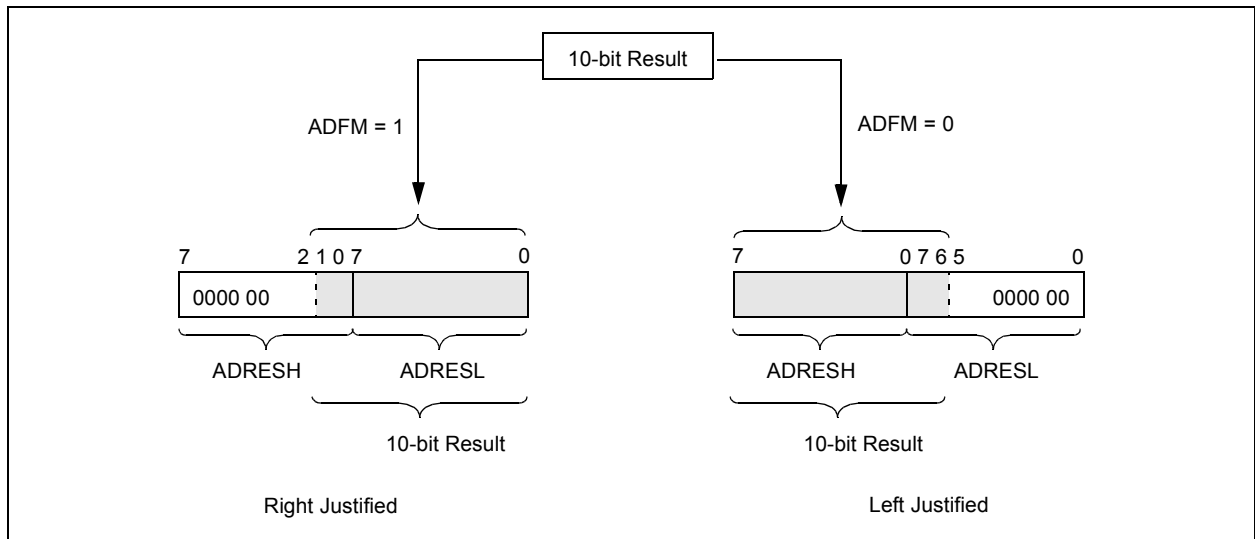 10-bit Result
ADFM = 1
ADFM = 0
7 2 1 0 7 0
7 0 7 6 5 0
0000 00
0000 00
ADRESH ADRESL
ADRESH ADRESL
10-bit Result
10-bit Result
Right Justified
Left Justified